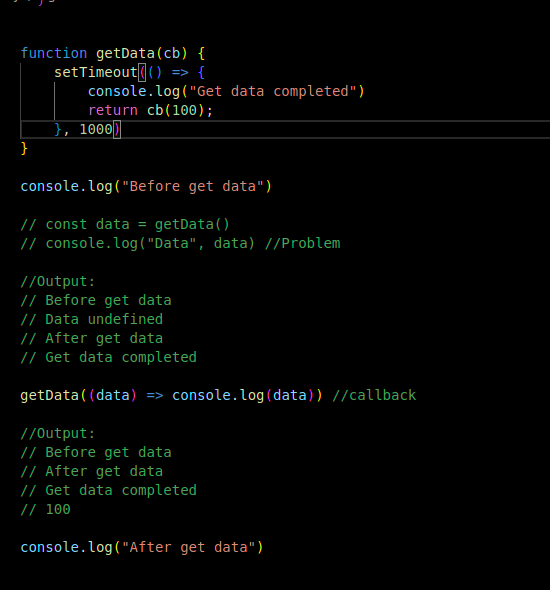 function getData(cb) {
    setTimeout(() => {
        console.log("Get data completed")
        return cb(100);
    }, 1000)
}
console.log("Before get data")
// const data = getData()
// console.log("Data", data) //Problem
//Output:
// Before get data
// Data undefined
// After get data
// Get data completed
getData((data) => console.log(data)) //callback
//Output:
// Before get data
// After get data
// Get data completed
// 100
console.log("After get data")